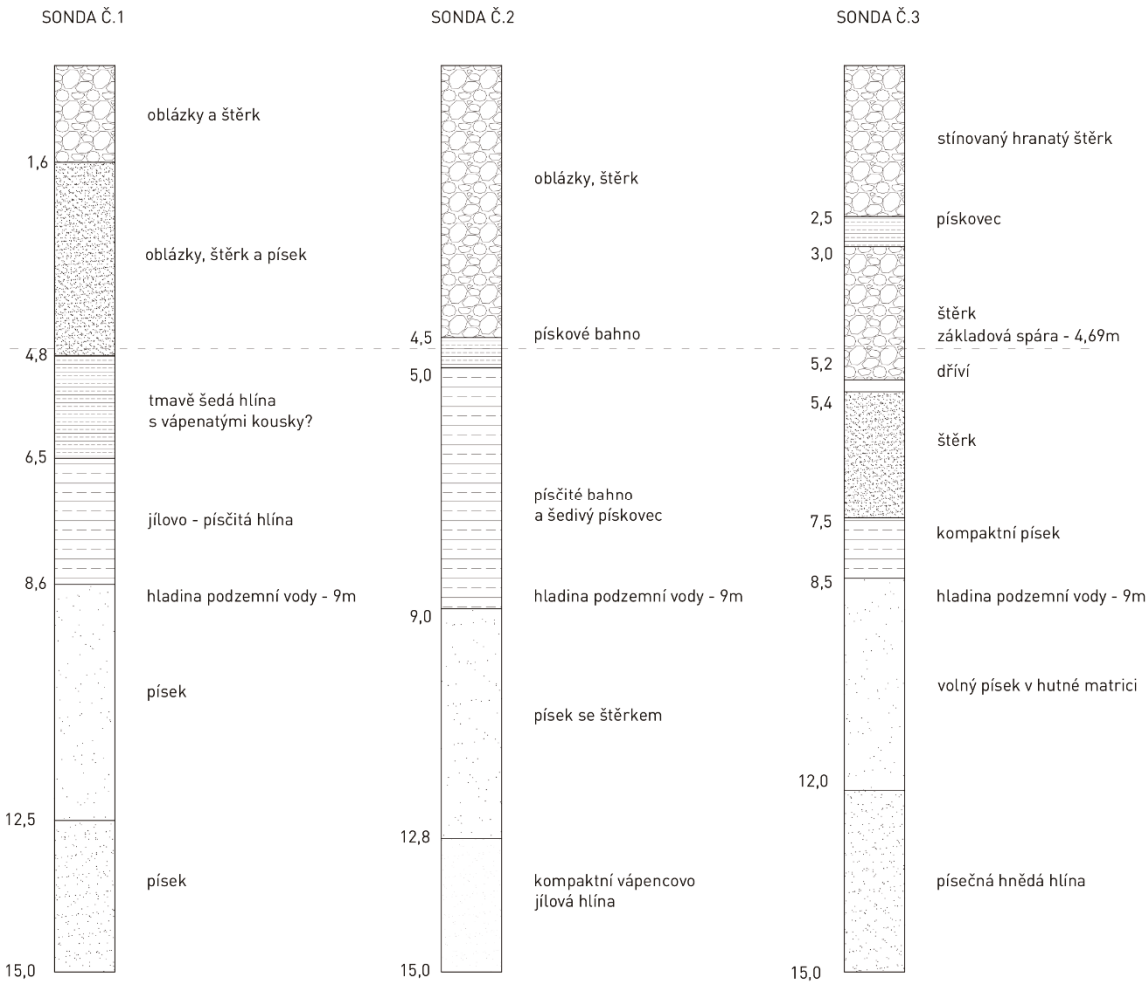 SONDA Č.1
oblázky a štěrk
1,6
oblázky, štěrk a písek
4,8
tmavě šedá hlína
s vápenatými kousky?
6,5
jílovo - písčitá hlína
8,6
hladina podzemní vody - 9m
písek
12,5
písek
15,0
SONDA Č.2
oblázky, štěrk
4,5
pískové bahno
5,0
písčité bahno
a šedivý pískovec
hladina podzemní vody - 9m
9,0
písek se štěrkem
12,8
kompaktní vápencovo
jílová hlína
15,0
SONDA Č.3
stínovaný hranatý štěrk
2,5
pískovec
3,0
štěrk
základová spára - 4,69m
5,2
dříví
5,4
štěrk
7,5
kompaktní písek
8,5
hladina podzemní vody - 9m
volný písek v hutné matrici
12,0
písečná hnědá hlína
15,0